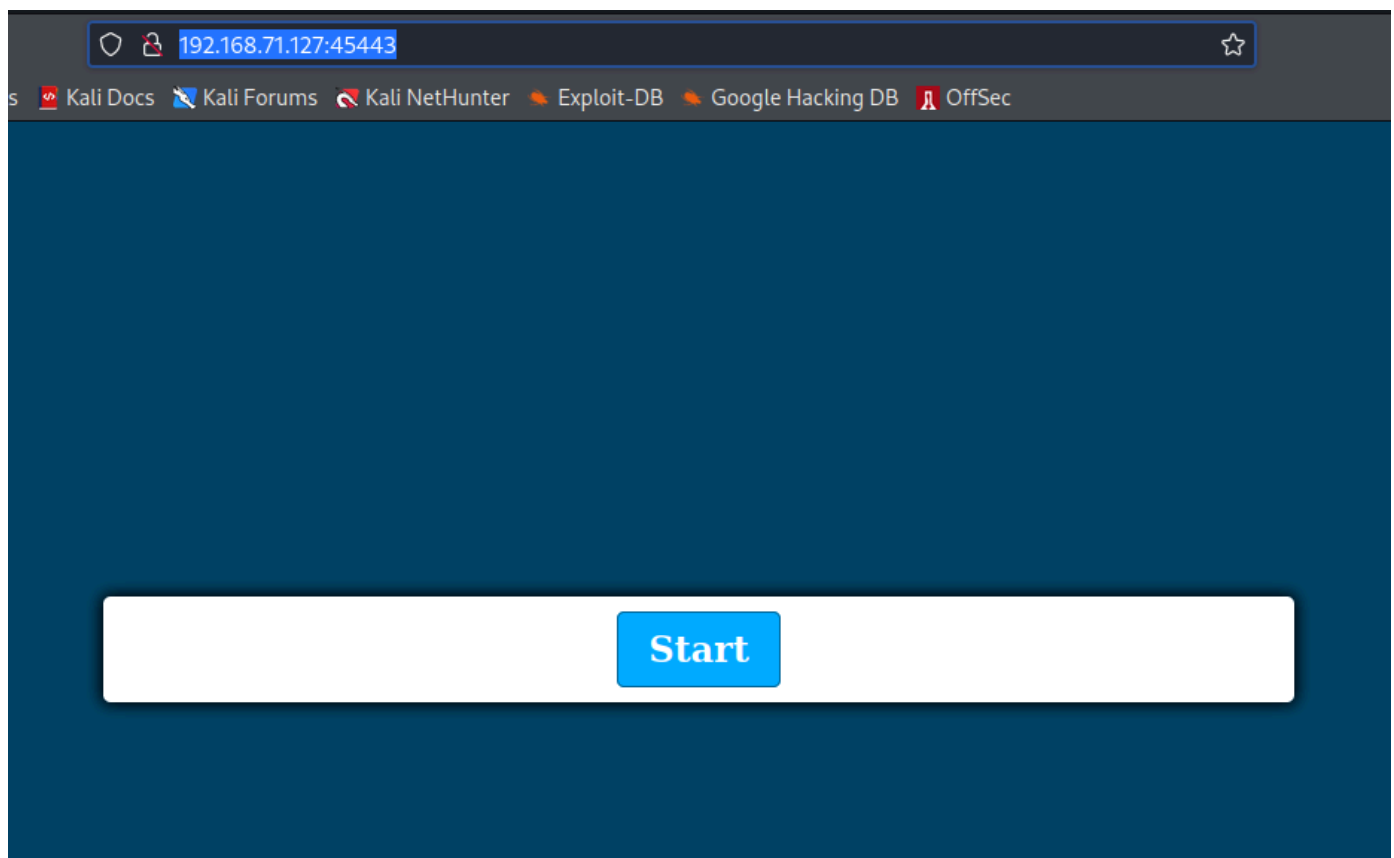 192.168.71.127:45443
s Kali Docs Kali Forums Kali NetHunter Exploit-DB Google Hacking DB OffSec
Start